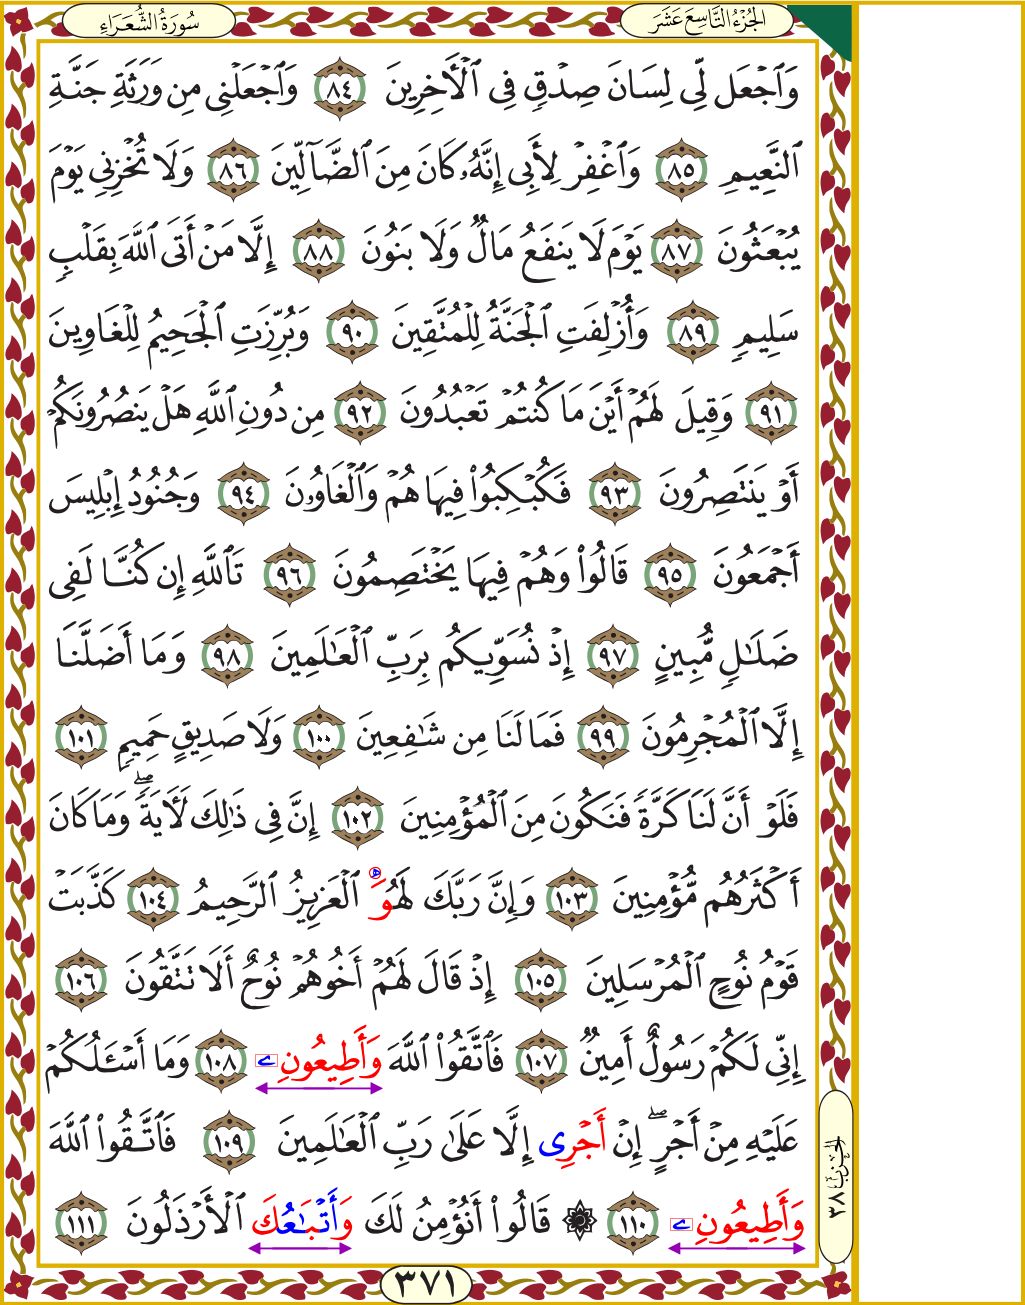 الجُزْءُ التَّاسِعَ عَشَرَ
سُورَةُ الشُّعَرَاءِ
وَٱجْعَل لِّى لِسَانَ صِدْقٍ فِى ٱلْأَخِرِينَ ٨٤ وَٱجْعَلْنِى مِن وَرَثَةِ جَنَّةِ
ٱلنَّعِيمِ ٨٥ وَٱغْفِرْ لِأَبِى إِنَّهُۥ كَانَ مِنَ ٱلضَّآلِّينَ ٨٦ وَلَا تُخْزِنِى يَوْمَ
يُبْعَثُونَ ٨٧ يَوْمَ لَا يَنفَعُ مَالٌ وَلَا بَنُونَ ٨٨ إِلَّا مَنْ أَتَى ٱللَّهَ بِقَلْبٍ
سَلِيمٍ ٨٩ وَأُزْلِفَتِ ٱلْجَنَّةُ لِلْمُتَّقِينَ ٩٠ وَبُرِّزَتِ ٱلْجَحِيمُ لِلْغَاوِينَ
٩١ وَقِيلَ لَهُمْ أَيْنَ مَا كُنتُمْ تَعْبُدُونَ ٩٢ مِن دُونِ ٱللَّهِ هَلْ يَنصُرُونَكُمْ
أَوْ يَنتَصِرُونَ ٩٣ فَكُبْكِبُوا۟ فِيهَا هُمْ وَٱلْغَاوُۥنَ ٩٤ وَجُنُودُ إِبْلِيسَ
أَجْمَعُونَ ٩٥ قَالُوا۟ وَهُمْ فِيهَا يَخْتَصِمُونَ ٩٦ تَٱللَّهِ إِن كُنَّا لَفِى
ضَلَٰلٍ مُّبِينٍ ٩٧ إِذْ نُسَوِّيكُم بِرَبِّ ٱلْعَٰلَمِينَ ٩٨ وَمَا أَضَلَّنَا
إِلَّا ٱلْمُجْرِمُونَ ٩٩ فَمَا لَنَا مِن شَٰفِعِينَ ١٠٠ وَلَا صَدِيقٍ حَمِيمٍ ١٠١
فَلَوْ أَنَّ لَنَا كَرَّةً فَنَكُونَ مِنَ ٱلْمُؤْمِنِينَ ١٠٢ إِنَّ فِى ذَٰلِكَ لَأَيَةً ۖ وَمَا كَانَ
أَكْثَرُهُم مُّؤْمِنِينَ ١٠٣ وَإِنَّ رَبَّكَ لَهُوَ ٱلْعَزِيزُ ٱلرَّحِيمُ ١٠٤ كَذَّبَتْ
قَوْمُ نُوحٍ ٱلْمُرْسَلِينَ ١٠٥ إِذْ قَالَ لَهُمْ أَخُوهُمْ نُوحٌ أَلَا تَتَّقُونَ ١٠٦
إِنِّى لَكُمْ رَسُولٌ أَمِينٌ ١٠٧ فَٱتَّقُوا۟ ٱللَّهَ وَأَطِيعُونِۦ ١٠٨ وَمَا أَسْـَٔلُكُمْ
عَلَيْهِ مِنْ أَجْرٍ ۖ إِنْ أَجْرِى إِلَّا عَلَىٰ رَبِّ ٱلْعَٰلَمِينَ ١٠٩ فَٱتَّقُوا۟ ٱللَّهَ
وَأَطِيعُونِۦ ١١٠ ۞ قَالُوا۟ أَنُؤْمِنُ لَكَ وَأَتْبَٰعُكَ ٱلْأَرْذَلُونَ ١١١
الحِزْبُ ٣٨
٣٧١